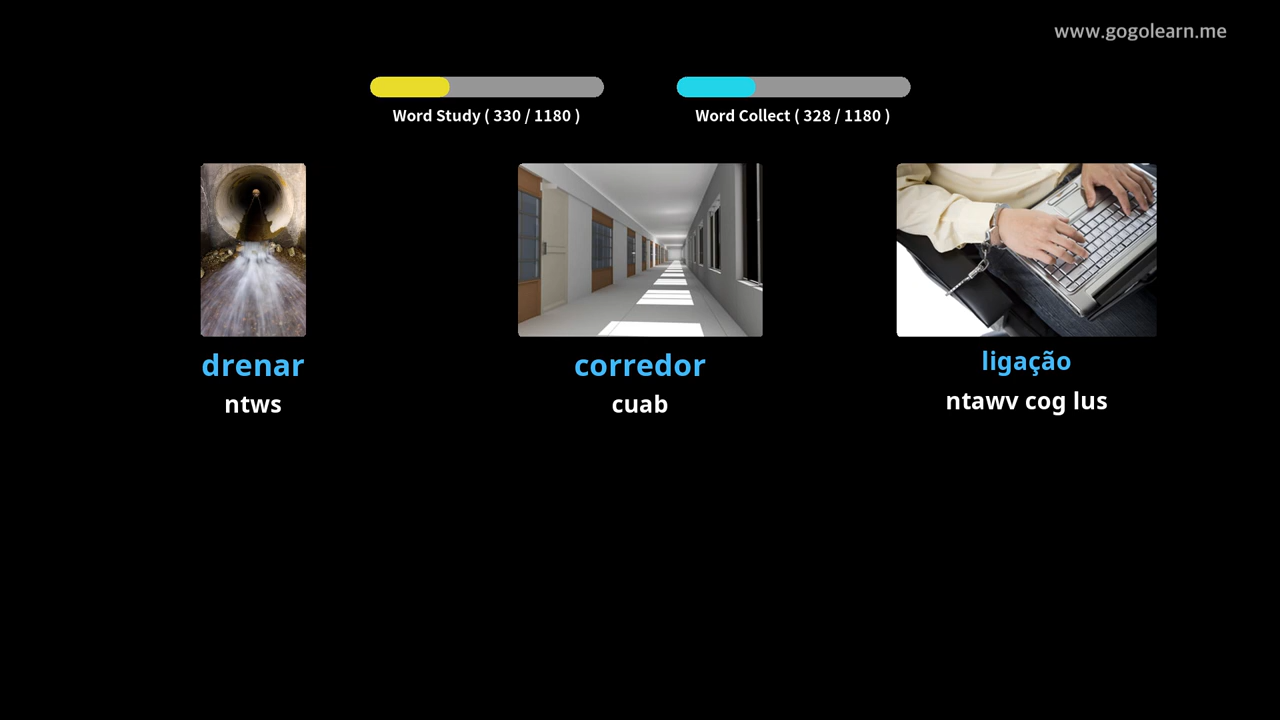 www.gogolearn.me
Word Study ( 330 / 1180 )
Word Collect ( 328 / 1180 )
drenar
ntws
corredor
cuab
ligação
ntawv cog lus